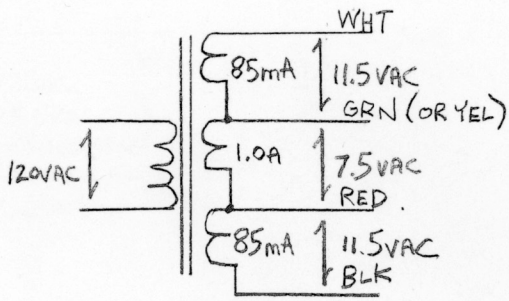 WHT
85mA
11.5VAC
GRN (OR YEL)
120VAC
1.0A
7.5VAC
RED
85mA
11.5VAC
BLK